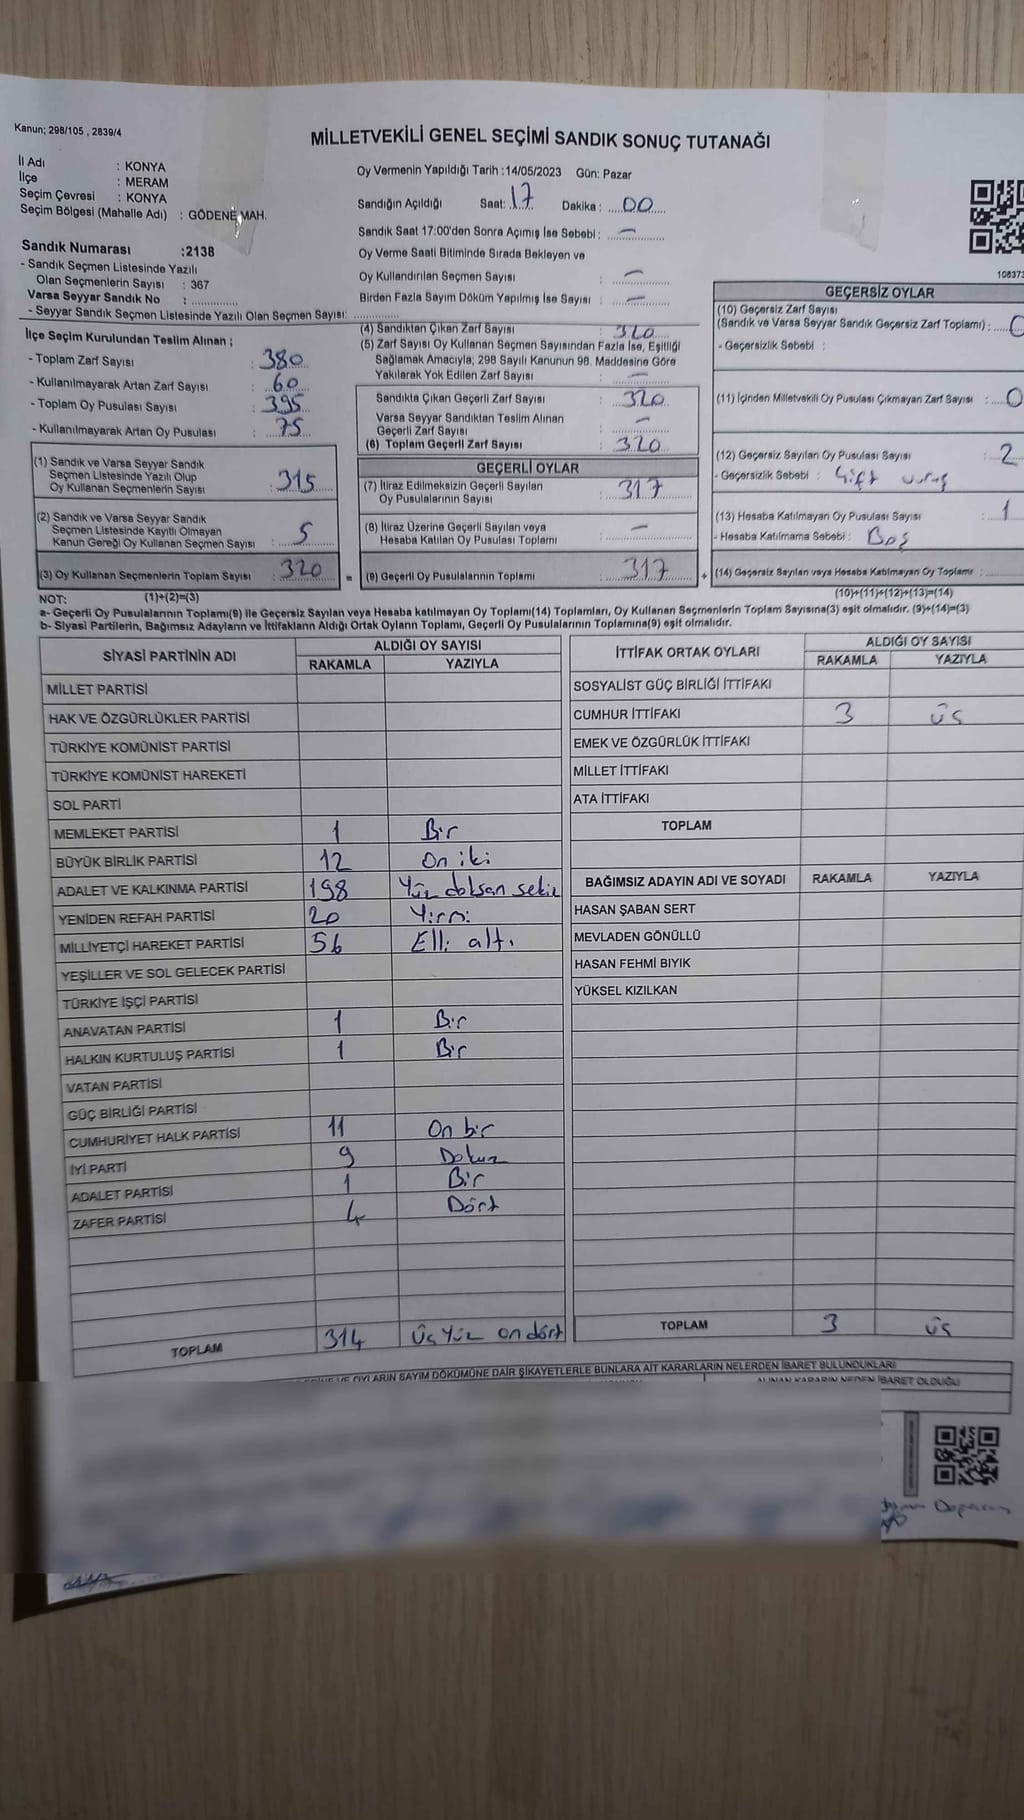 Kanun; 298/105 , 2839/4
MİLLETVEKİLİ GENEL SEÇİMİ SANDIK SONUÇ TUTANAĞI
İl Adı : KONYA
İlçe : MERAM
Seçim Çevresi : KONYA
Seçim Bölgesi (Mahalle Adı) : GÖDENE MAH.
Sandık Numarası :2138
- Sandık Seçmen Listesinde Yazılı
Olan Seçmenlerin Sayısı : 367
Varsa Seyyar Sandık No : ..............
- Seyyar Sandık Seçmen Listesinde Yazılı Olan Seçmen Sayısı: ..............
Oy Vermenin Yapıldığı Tarih :14/05/2023 Gün: Pazar
Sandığın Açıldığı Saat: 17 Dakika : 00
Sandık Saat 17:00'den Sonra Açımış İse Sebebi : —
Oy Verme Saati Bitiminde Sırada Bekleyen ve
Oy Kullandırılan Seçmen Sayısı : —
Birden Fazla Sayım Döküm Yapılmış İse Sayısı : —
10837
İlçe Seçim Kurulundan Teslim Alınan ;
- Toplam Zarf Sayısı : 380
- Kullanılmayarak Artan Zarf Sayısı : 60
- Toplam Oy Pusulası Sayısı : 395
- Kullanılmayarak Artan Oy Pusulası : 75
(1) Sandık ve Varsa Seyyar Sandık
Seçmen Listesinde Yazılı Olup
Oy Kullanan Seçmenlerin Sayısı : 315
(2) Sandık ve Varsa Seyyar Sandık
Seçmen Listesinde Kayıtlı Olmayan
Kanun Gereği Oy Kullanan Seçmen Sayısı : 5
(3) Oy Kullanan Seçmenlerin Toplam Sayısı : 320 =
(4) Sandıktan Çıkan Zarf Sayısı : 320
(5) Zarf Sayısı Oy Kullanan Seçmen Sayısından Fazla İse, Eşitliği
Sağlamak Amacıyla; 298 Sayılı Kanunun 98. Maddesine Göre
Yakılarak Yok Edilen Zarf Sayısı : —
Sandıkta Çıkan Geçerli Zarf Sayısı : 320
Varsa Seyyar Sandıktan Teslim Alınan
Geçerli Zarf Sayısı : —
(6) Toplam Geçerli Zarf Sayısı : 320
GEÇERLİ OYLAR
(7) İtiraz Edilmeksizin Geçerli Sayılan
Oy Pusulalarının Sayısı : 317
(8) İtiraz Üzerine Geçerli Sayılan veya
Hesaba Katılan Oy Pusulası Toplamı : —
(9) Geçerli Oy Pusulalarının Toplamı : 317 +
GEÇERSİZ OYLAR
(10) Geçersiz Zarf Sayısı
(Sandık ve Varsa Seyyar Sandık Geçersiz Zarf Toplamı) : 0
- Geçersizlik Sebebi :
(11) İçinden Milletvekili Oy Pusulası Çıkmayan Zarf Sayısı : 0
(12) Geçersiz Sayılan Oy Pusulası Sayısı : 2
- Geçersizlik Sebebi : Çift vuruş
(13) Hesaba Katılmayan Oy Pusulası Sayısı : 1
- Hesaba Katılmama Sebebi : Boş
(14) Geçersiz Sayılan veya Hesaba Katılmayan Oy Toplamı : ........
NOT: (1)+(2)=(3) (10)+(11)+(12)+(13)=(14)
a- Geçerli Oy Pusulalarının Toplamı(9) ile Geçersiz Sayılan veya Hesaba katılmayan Oy Toplamı(14) Toplamları, Oy Kullanan Seçmenlerin Toplam Sayısına(3) eşit olmalıdır. (9)+(14)=(3)
b- Siyasi Partilerin, Bağımsız Adayların ve İttifakların Aldığı Ortak Oyların Toplamı, Geçerli Oy Pusulalarının Toplamına(9) eşit olmalıdır.
SİYASİ PARTİNİN ADI ALDIĞI OY SAYISI
RAKAMLA YAZIYLA
MİLLET PARTİSİ
HAK VE ÖZGÜRLÜKLER PARTİSİ
TÜRKİYE KOMÜNİST PARTİSİ
TÜRKİYE KOMÜNİST HAREKETİ
SOL PARTİ
MEMLEKET PARTİSİ 1 Bir
BÜYÜK BİRLİK PARTİSİ 12 On iki
ADALET VE KALKINMA PARTİSİ 198 Yüz doksan sekiz
YENİDEN REFAH PARTİSİ 20 Yirmi
MİLLİYETÇİ HAREKET PARTİSİ 56 Elli altı
YEŞİLLER VE SOL GELECEK PARTİSİ
TÜRKİYE İŞÇİ PARTİSİ
ANAVATAN PARTİSİ 1 Bir
HALKIN KURTULUŞ PARTİSİ 1 Bir
VATAN PARTİSİ
GÜÇ BİRLİĞİ PARTİSİ
CUMHURİYET HALK PARTİSİ 11 On bir
İYİ PARTİ 9 Dokuz
ADALET PARTİSİ 1 Bir
ZAFER PARTİSİ 4 Dört
TOPLAM 314 Üç Yüz on dört
İTTİFAK ORTAK OYLARI ALDIĞI OY SAYISI
RAKAMLA YAZIYLA
SOSYALİST GÜÇ BİRLİĞİ İTTİFAKI
CUMHUR İTTİFAKI 3 üç
EMEK VE ÖZGÜRLÜK İTTİFAKI
MİLLET İTTİFAKI
ATA İTTİFAKI
TOPLAM
BAĞIMSIZ ADAYIN ADI VE SOYADI RAKAMLA YAZIYLA
HASAN ŞABAN SERT
MEVLADEN GÖNÜLLÜ
HASAN FEHMİ BIYIK
YÜKSEL KIZILKAN
TOPLAM 3 üç
VE OYLARIN SAYIM DÖKÜMÜNE DAİR ŞİKAYETLERLE BUNLARA AİT KARARLARIN NELERDEN İBARET BULUNDUKLARI
ALINAN KARARIN NEDEN İBARET OLDUĞU